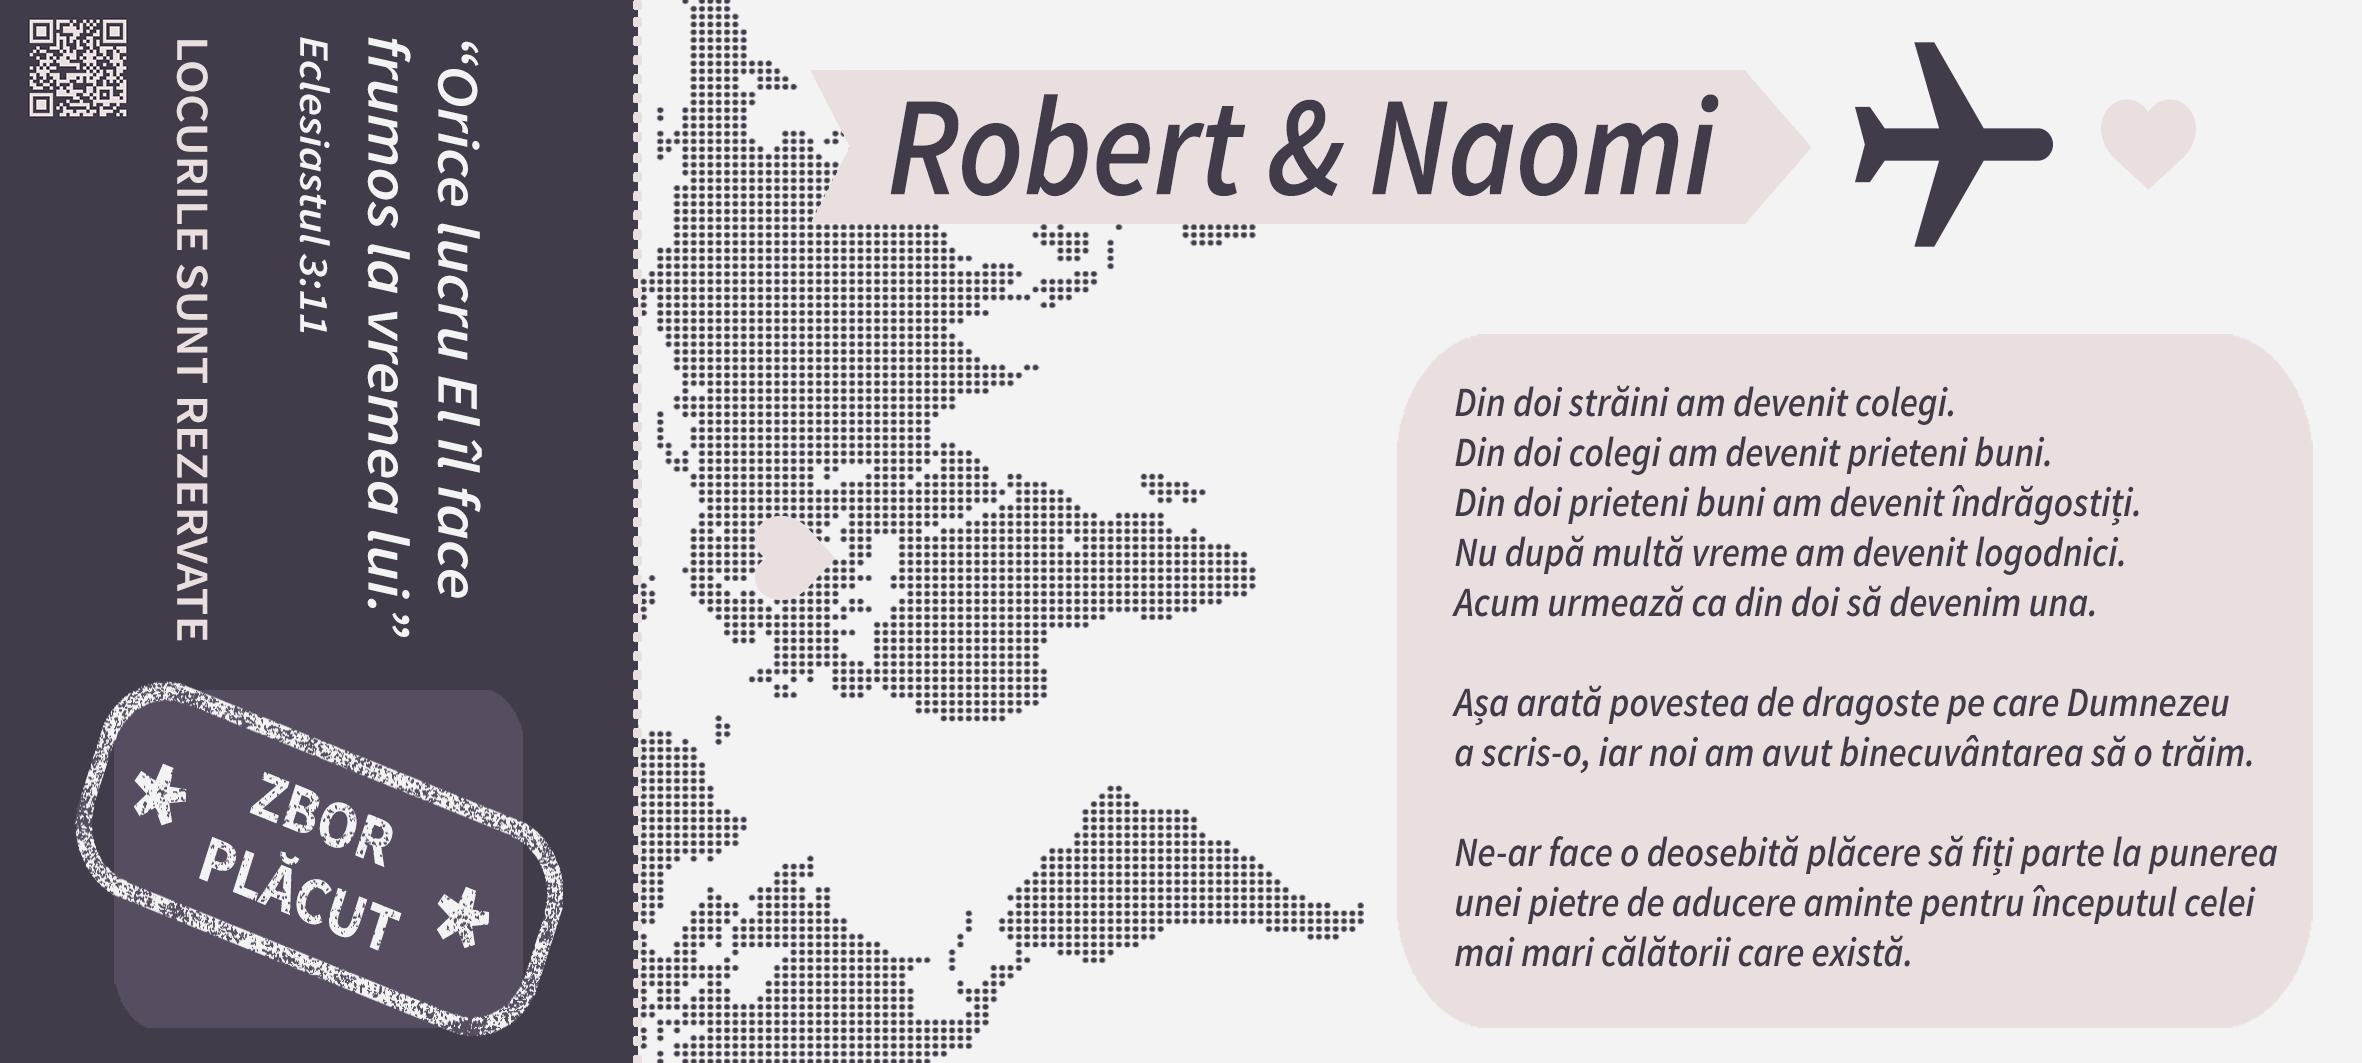 LOCURILE SUNT REZERVATE
“Orice lucru El îl face
frumos la vremea lui.”
Eclesiastul 3:11
ZBOR
PLĂCUT
Robert & Naomi
Din doi străini am devenit colegi.
Din doi colegi am devenit prieteni buni.
Din doi prieteni buni am devenit îndrăgostiți.
Nu după multă vreme am devenit logodnici.
Acum urmează ca din doi să devenim una.
Așa arată povestea de dragoste pe care Dumnezeu
a scris-o, iar noi am avut binecuvântarea să o trăim.
Ne-ar face o deosebită plăcere să fiți parte la punerea
unei pietre de aducere aminte pentru începutul celei
mai mari călătorii care există.